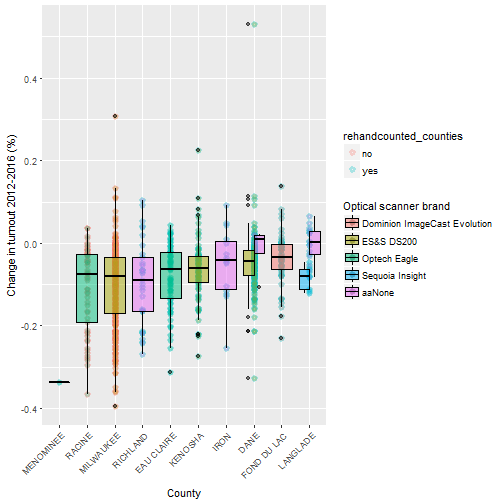 0.4
0.2
0.0
-0.2
-0.4
Change in turnout 2012-2016 (%)
MENOMINEE
RACINE
MILWAUKEE
RICHLAND
EAU CLAIRE
KENOSHA
IRON
DANE
FOND DU LAC
LANGLADE
County
rehandcounted_counties
no
yes
Optical scanner brand
Dominion ImageCast Evolution
ES&S DS200
Optech Eagle
Sequoia Insight
aaNone